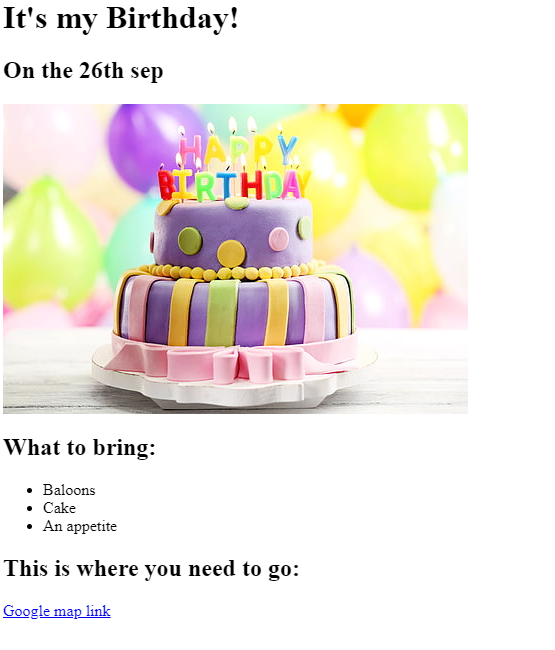 It's my Birthday!
On the 26th sep
HAPPY
BIRTHDAY
What to bring:
Baloons
Cake
An appetite
This is where you need to go:
Google map link